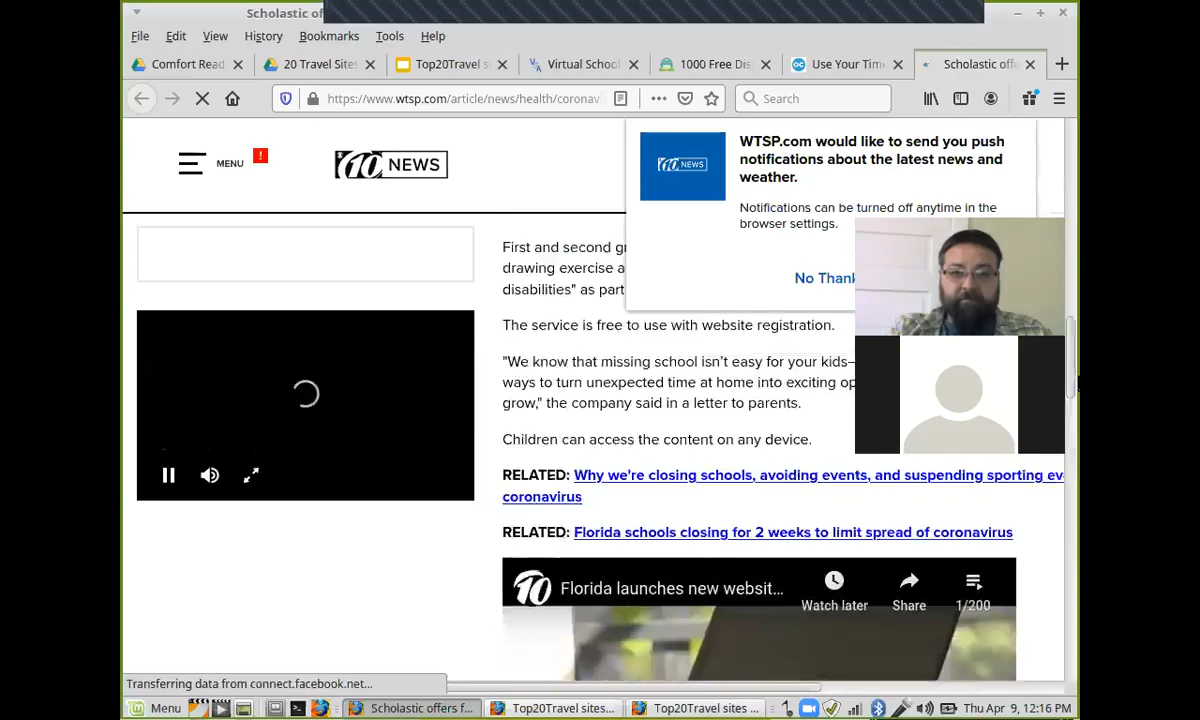 Scholastic of
File Edit View History Bookmarks Tools Help
Comfort Read 20 Travel Sites Top20Travel s Virtual School 1000 Free Dis Use Your Time Scholastic offe
https://www.wtsp.com/article/news/health/coronav Search
MENU !
10 NEWS
10 NEWS
WTSP.com would like to send you push
notifications about the latest news and
weather.
Notifications can be turned off anytime in the
browser settings.
No Thank
First and second gr
drawing exercise a
disabilities" as part
The service is free to use with website registration.
"We know that missing school isn't easy for your kids—
ways to turn unexpected time at home into exciting op
grow," the company said in a letter to parents.
Children can access the content on any device.
RELATED: Why we're closing schools, avoiding events, and suspending sporting ev
coronavirus
RELATED: Florida schools closing for 2 weeks to limit spread of coronavirus
10 Florida launches new websit...
Watch later Share 1/200
Transferring data from connect.facebook.net...
Menu Scholastic offers f... Top20Travel sites... Top20Travel sites ... Thu Apr 9, 12:16 PM